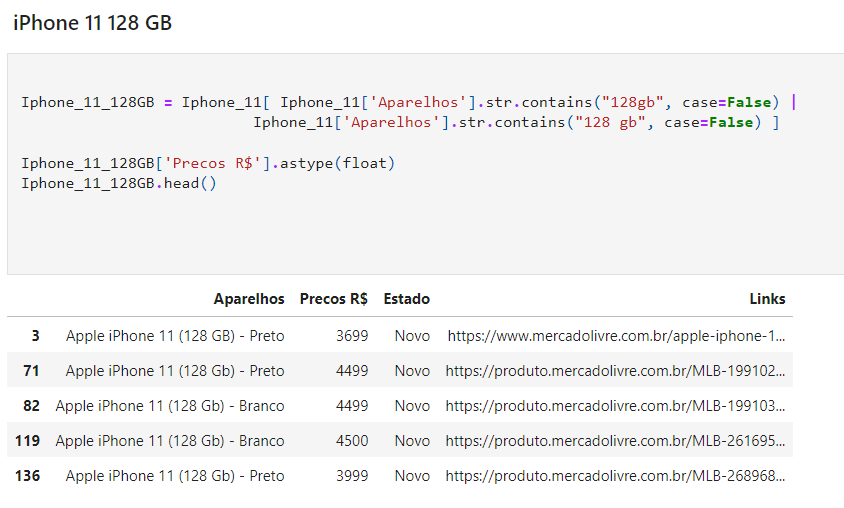 iPhone 11 128 GB
Iphone_11_128GB = Iphone_11[ Iphone_11['Aparelhos'].str.contains("128gb", case=False) |
Iphone_11['Aparelhos'].str.contains("128 gb", case=False) ]
Iphone_11_128GB['Precos R$'].astype(float)
Iphone_11_128GB.head()
Aparelhos Precos R$ Estado Links
3 Apple iPhone 11 (128 GB) - Preto 3699 Novo https://www.mercadolivre.com.br/apple-iphone-1...
71 Apple iPhone 11 (128 GB) - Preto 4499 Novo https://produto.mercadolivre.com.br/MLB-199102...
82 Apple iPhone 11 (128 Gb) - Branco 4499 Novo https://produto.mercadolivre.com.br/MLB-199103...
119 Apple iPhone 11 (128 Gb) - Branco 4500 Novo https://produto.mercadolivre.com.br/MLB-261695...
136 Apple iPhone 11 (128 Gb) - Preto 3999 Novo https://produto.mercadolivre.com.br/MLB-268968...